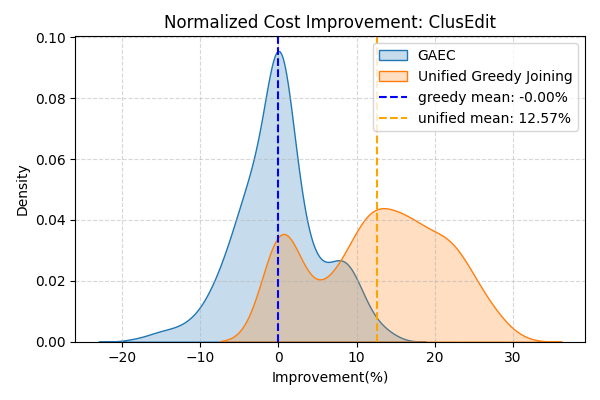 Normalized Cost Improvement: ClusEdit
GAEC
Unified Greedy Joining
greedy mean: -0.00%
unified mean: 12.57%
Density
0.10
0.08
0.06
0.04
0.02
0.00
−20
−10
0
10
20
30
Improvement(%)